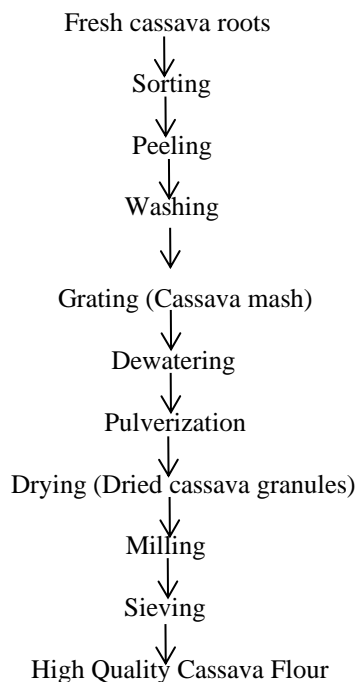 Fresh cassava roots
Sorting
Peeling
Washing
Grating (Cassava mash)
Dewatering
Pulverization
Drying (Dried cassava granules)
Milling
Sieving
High Quality Cassava Flour